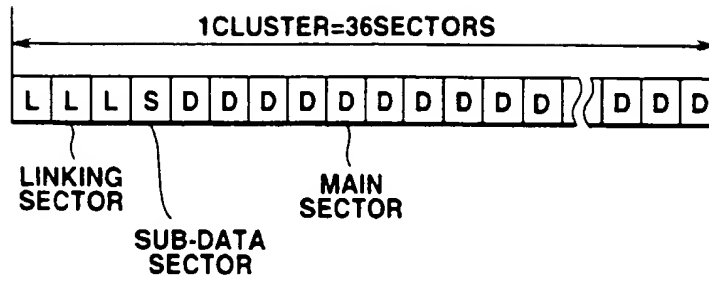 1CLUSTER=36SECTORS
L L L S D D D D D D D D D D D D D
LINKING
SECTOR
MAIN
SECTOR
SUB-DATA
SECTOR